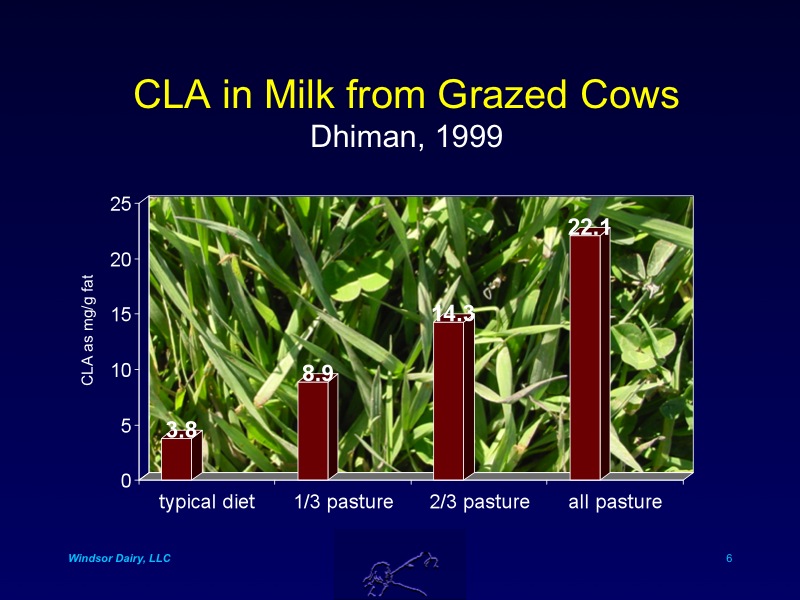 CLA in Milk from Grazed Cows
Dhiman, 1999
CLA as mg/g fat
25
20
15
10
5
0
3.8
8.9
14.3
22.1
typical diet
1/3 pasture
2/3 pasture
all pasture
Windsor Dairy, LLC
6